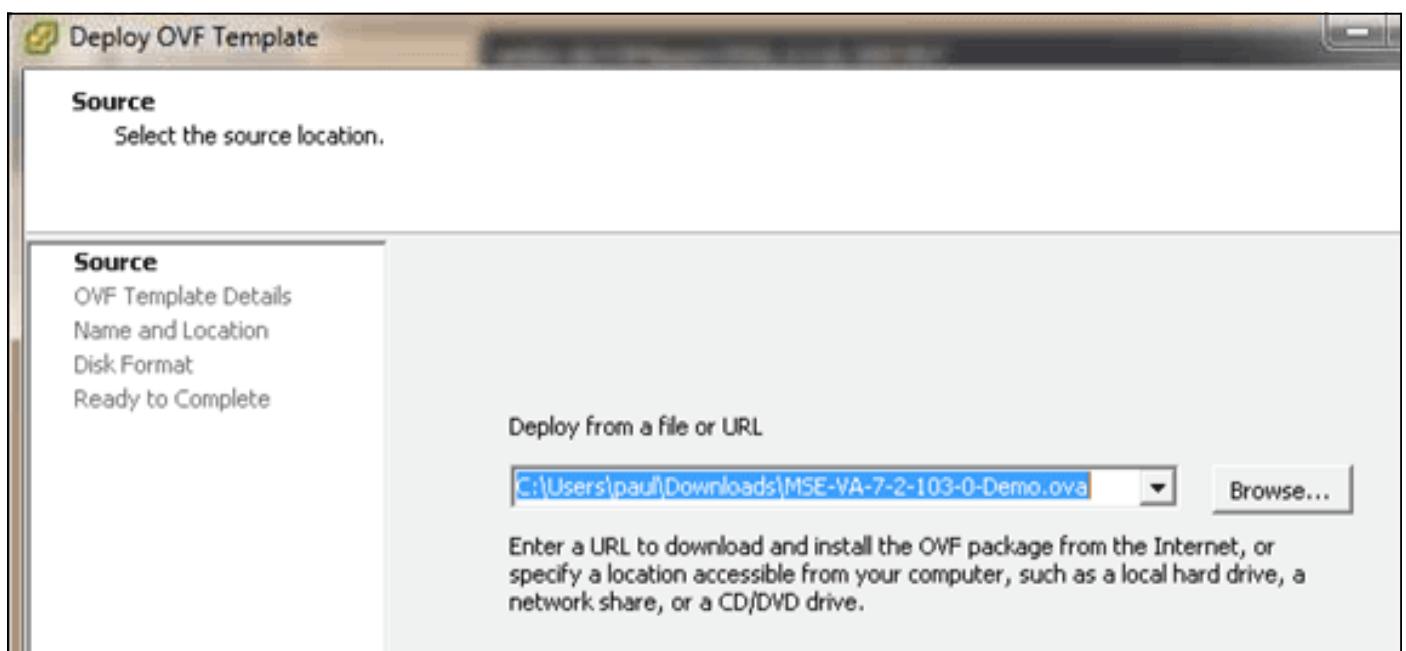 Deploy OVF Template
Source
Select the source location.
Source
OVF Template Details
Name and Location
Disk Format
Ready to Complete
Deploy from a file or URL
C:\Users\paul\Downloads\MSE-VA-7-2-103-0-Demo.ova
Browse...
Enter a URL to download and install the OVF package from the Internet, or
specify a location accessible from your computer, such as a local hard drive, a
network share, or a CD/DVD drive.